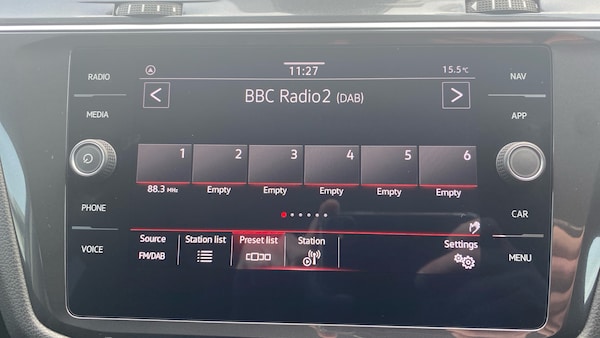 RADIO
MEDIA
PHONE
VOICE
11:27
15.5°C
BBC Radio2 (DAB)
1 2 3 4 5 6
88.3 MHz Empty Empty Empty Empty Empty
Source Station list Preset list Station Settings
FM/DAB
NAV
APP
CAR
MENU